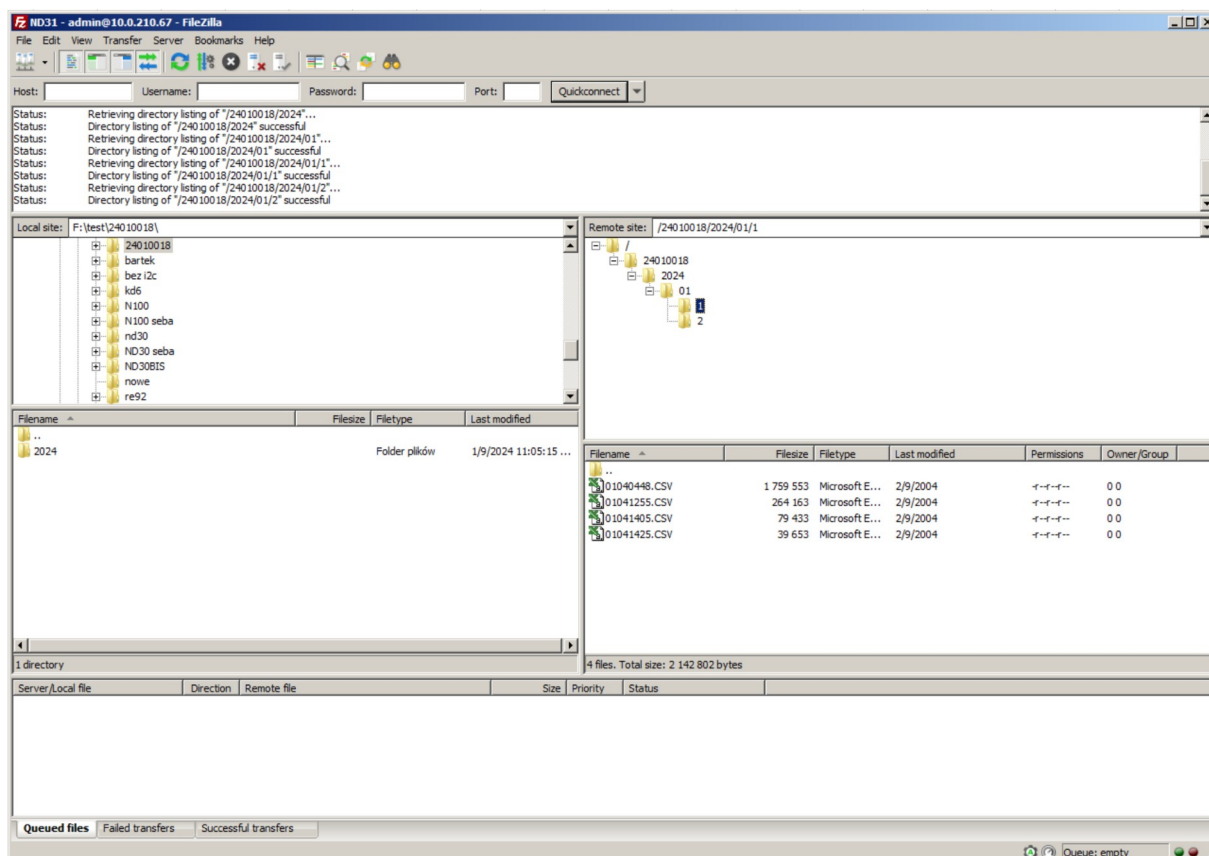 ND31 - admin@10.0.210.67 - FileZilla
File Edit View Transfer Server Bookmarks Help
Host: Username: Password: Port: Quickconnect
Status: Retrieving directory listing of "/24010018/2024"...
Status: Directory listing of "/24010018/2024" successful
Status: Retrieving directory listing of "/24010018/2024/01"...
Status: Directory listing of "/24010018/2024/01" successful
Status: Retrieving directory listing of "/24010018/2024/01/1"...
Status: Directory listing of "/24010018/2024/01/1" successful
Status: Retrieving directory listing of "/24010018/2024/01/2"...
Status: Directory listing of "/24010018/2024/01/2" successful
Local site: F:\test\24010018\
24010018
bartek
bez i2c
kd6
N100
N100 seba
nd30
ND30 seba
ND30BIS
nowe
re92
Filename Filesize Filetype Last modified
..
2024 Folder plików 1/9/2024 11:05:15 ...
1 directory
Remote site: /24010018/2024/01/1
/
24010018
2024
01
1
2
Filename Filesize Filetype Last modified Permissions Owner/Group
..
01040448.CSV 1 759 553 Microsoft E... 2/9/2004 -r--r--r-- 0 0
01041255.CSV 264 163 Microsoft E... 2/9/2004 -r--r--r-- 0 0
01041405.CSV 79 433 Microsoft E... 2/9/2004 -r--r--r-- 0 0
01041425.CSV 39 653 Microsoft E... 2/9/2004 -r--r--r-- 0 0
4 files. Total size: 2 142 802 bytes
Server/Local file Direction Remote file Size Priority Status
Queued files Failed transfers Successful transfers
Queue: empty